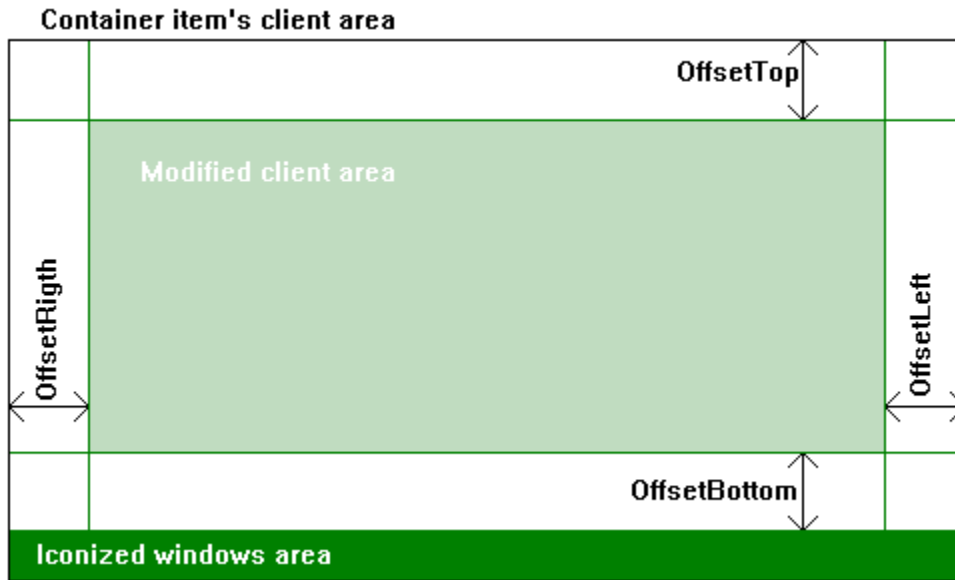 Container item's client area
OffsetTop
Modified client area
OffsetRigth
OffsetLeft
OffsetBottom
Iconized windows area